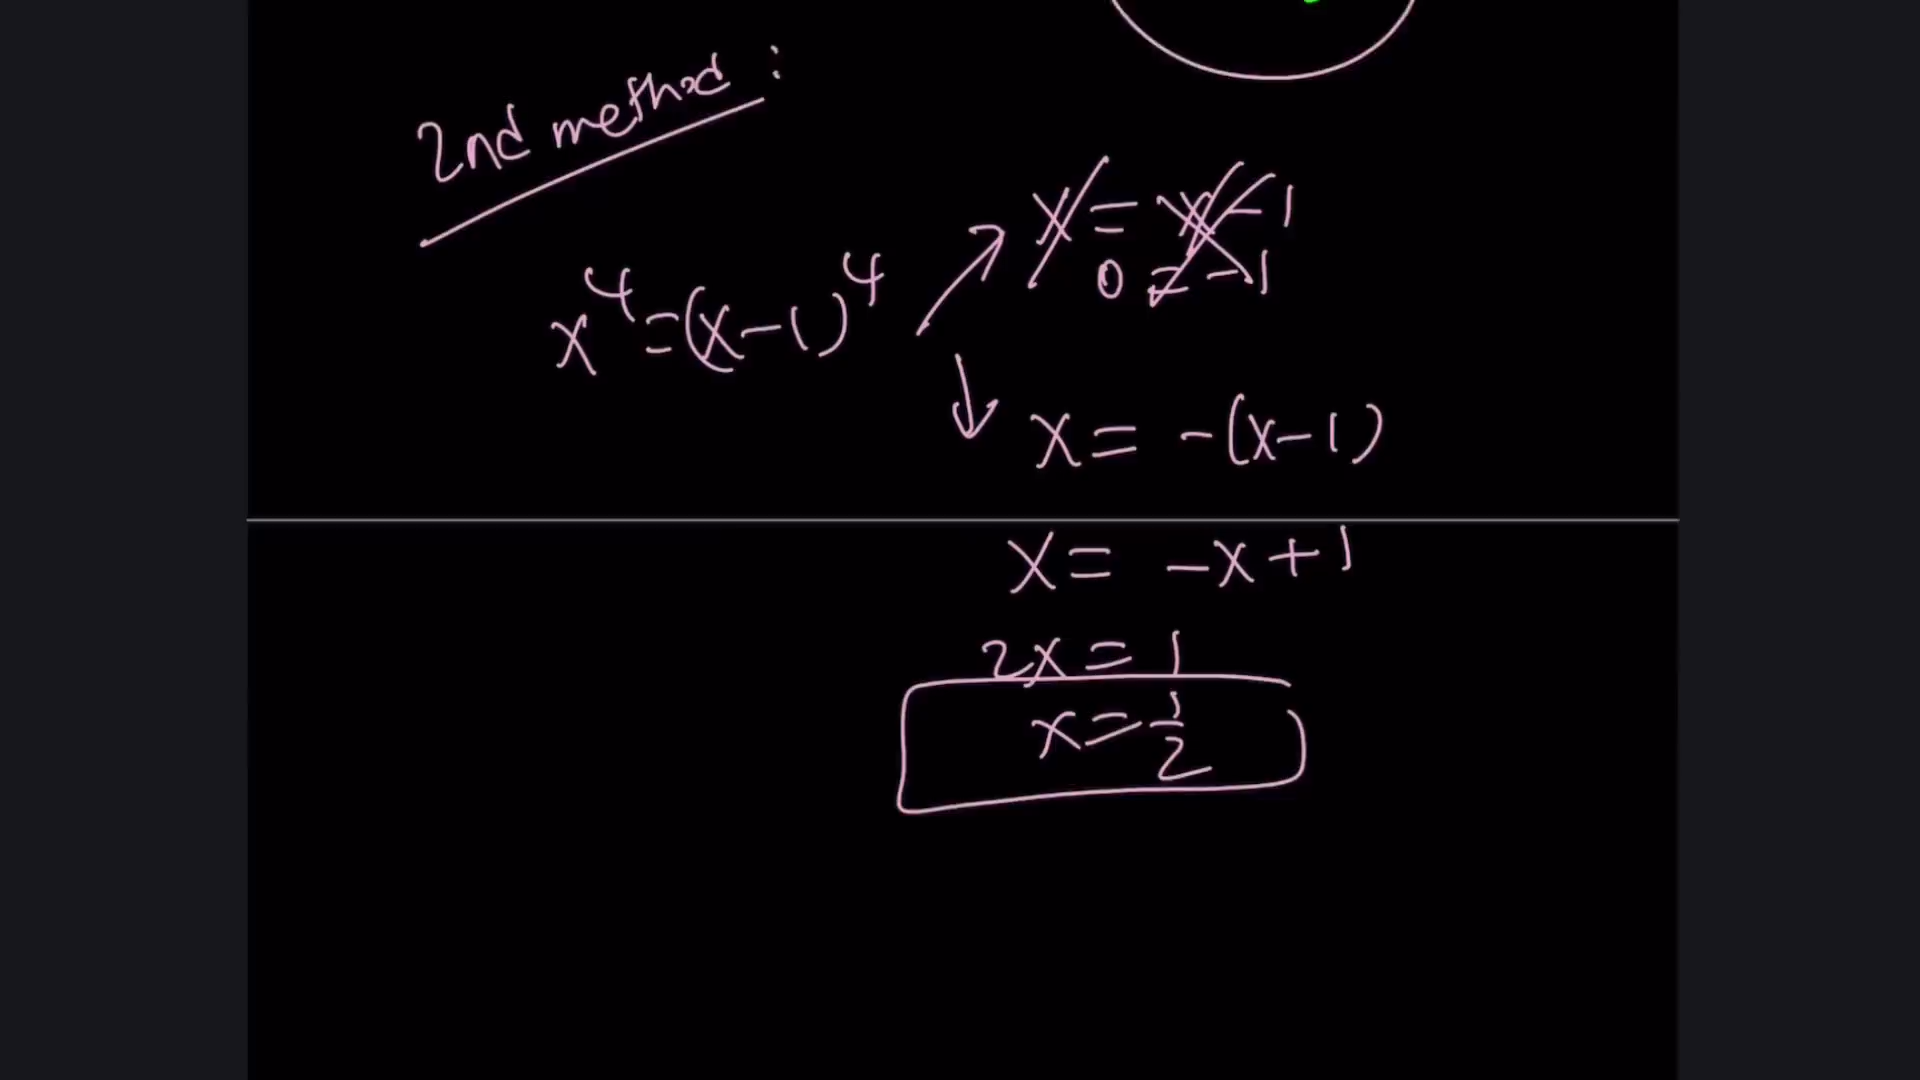 2nd method:
x = x-1
0 = -1
x⁴=(x-1)⁴
x = -(x-1)
x = -x+1
2x = 1
x = 1/2